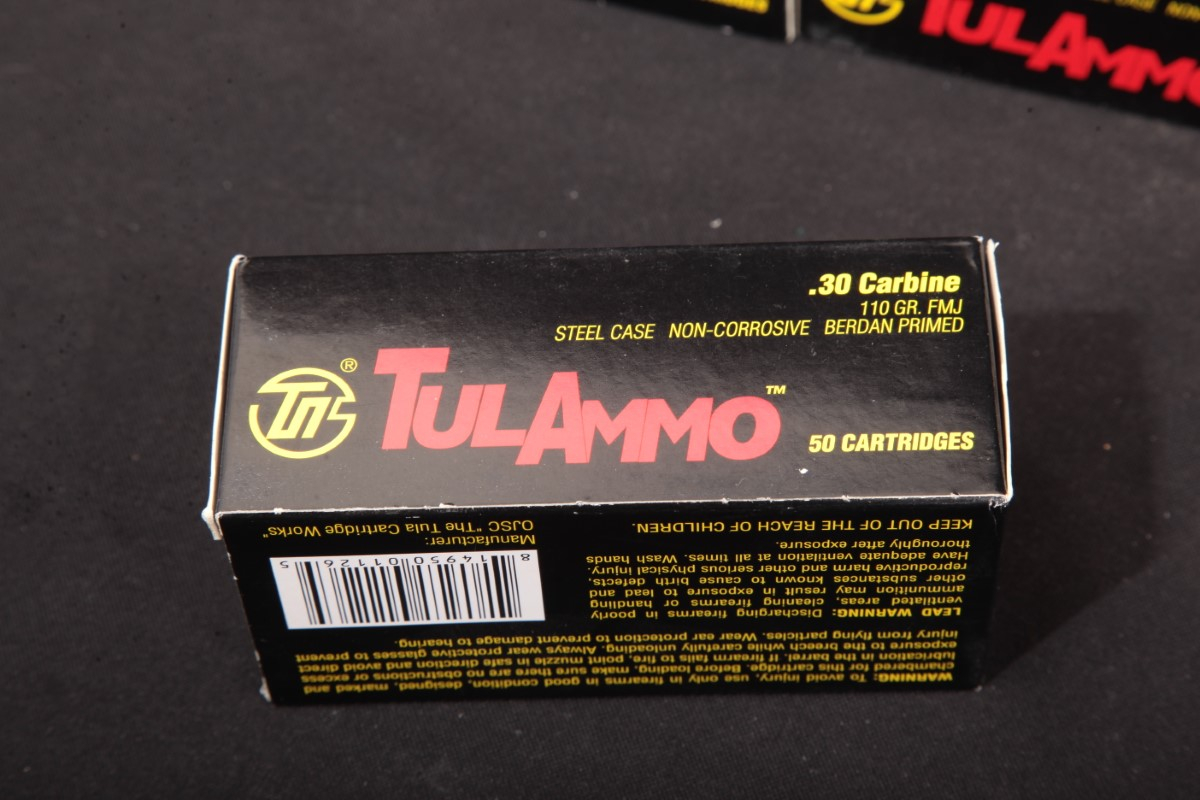 CARTRIDGES
TULAMMO
.30 Carbine
110 GR. FMJ
STEEL CASE NON-CORROSIVE BERDAN PRIMED
®
TULAMMO™
50 CARTRIDGES
WARNING: To avoid injury, use only in firearms in good condition, designed, marked and
chambered for this cartridge. Before loading, make sure there are no obstructions or excess
lubrication in the barrel. If firearm fails to fire, point muzzle in safe direction and avoid direct
exposure to the breech while carefully unloading. Always wear protective glasses to prevent
injury from flying particles. Wear ear protection to prevent damage to hearing.
LEAD WARNING: Discharging firearms in poorly
ventilated areas, cleaning firearms or handling
ammunition may result in exposure to lead and
other substances known to cause birth defects,
reproductive harm and other serious physical injury.
Have adequate ventilation at all times. Wash hands
thoroughly after exposure.
KEEP OUT OF THE REACH OF CHILDREN.
8 14950 01126 5
Manufacturer:
OJSC "The Tula Cartridge Works"